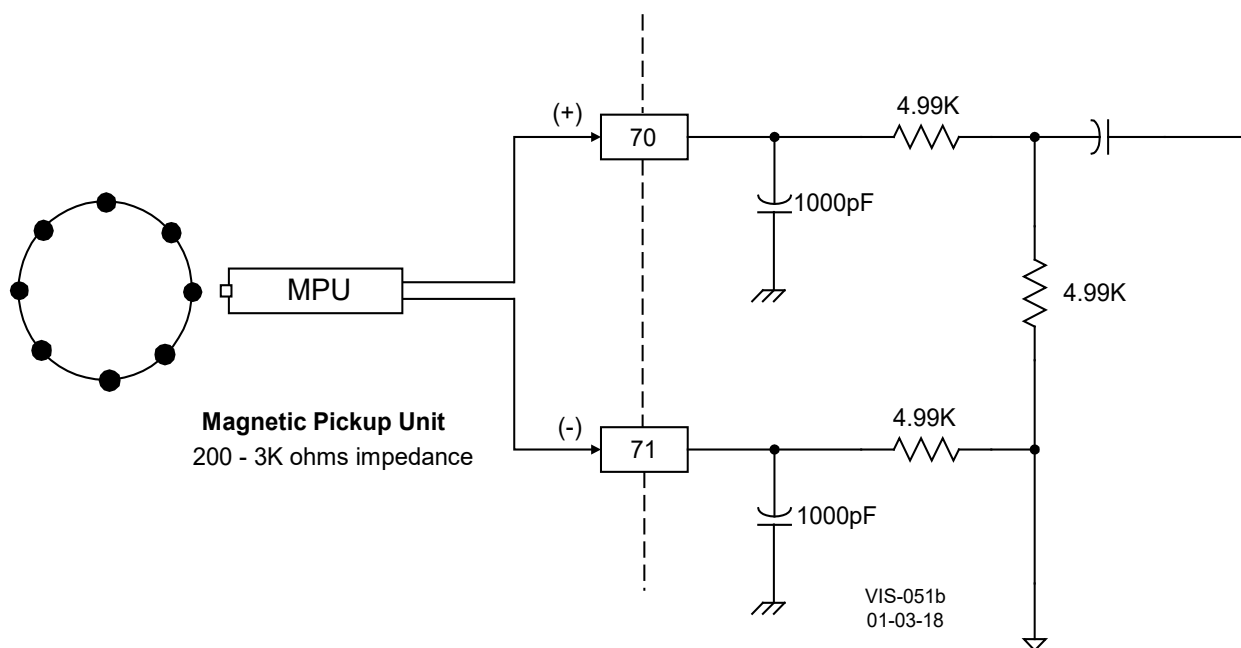 (+)
70
4.99K
1000pF
MPU
4.99K
Magnetic Pickup Unit
200 - 3K ohms impedance
(-)
71
4.99K
1000pF
VIS-051b
01-03-18